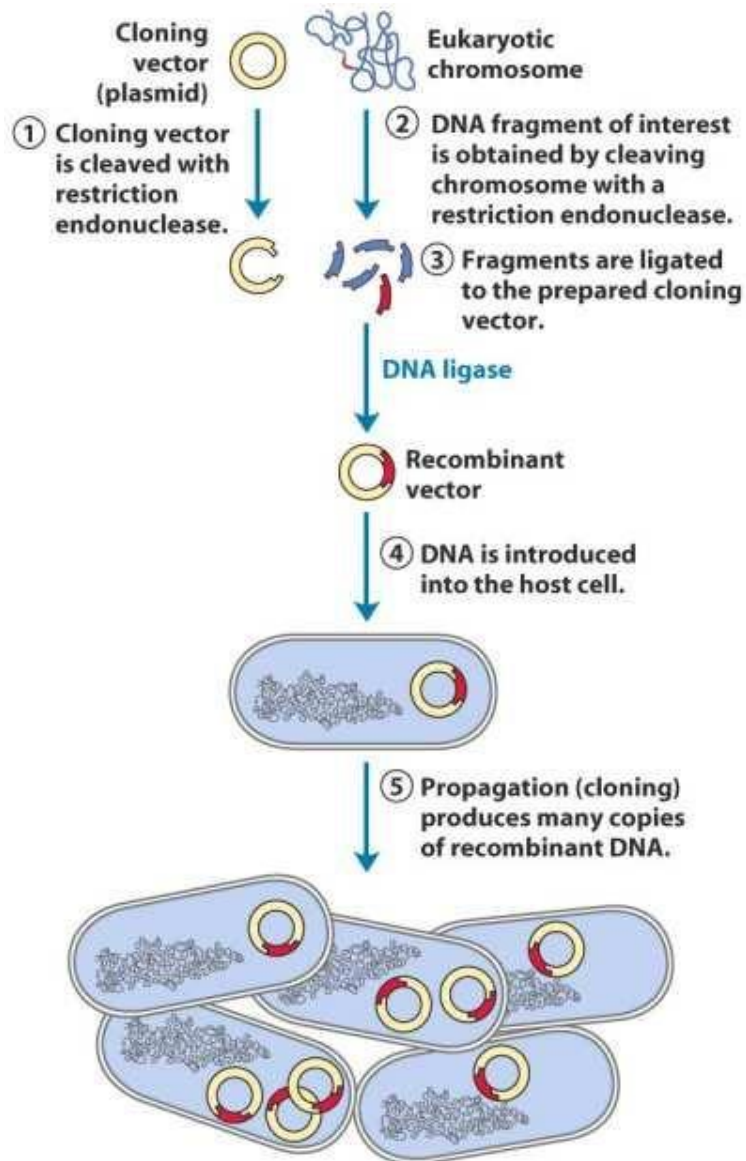 Cloning
vector
(plasmid)
Eukaryotic
chromosome
① Cloning vector
is cleaved with
restriction
endonuclease.
② DNA fragment of interest
is obtained by cleaving
chromosome with a
restriction endonuclease.
③ Fragments are ligated
to the prepared cloning
vector.
DNA ligase
Recombinant
vector
④ DNA is introduced
into the host cell.
⑤ Propagation (cloning)
produces many copies
of recombinant DNA.